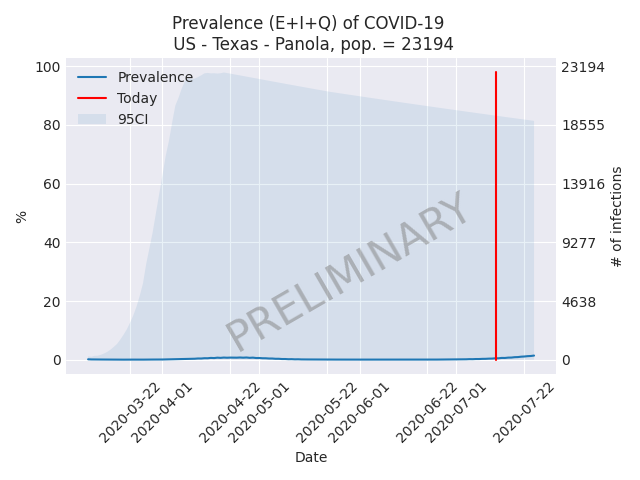 Prevalence (E+I+Q) of COVID-19
US - Texas - Panola, pop. = 23194
Prevalence
Today
95CI
100
80
60
40
20
0
%
23194
18555
13916
9277
4638
0
# of infections
PRELIMINARY
2020-03-22
2020-04-01
2020-04-22
2020-05-01
2020-05-22
2020-06-01
2020-06-22
2020-07-01
2020-07-22
Date